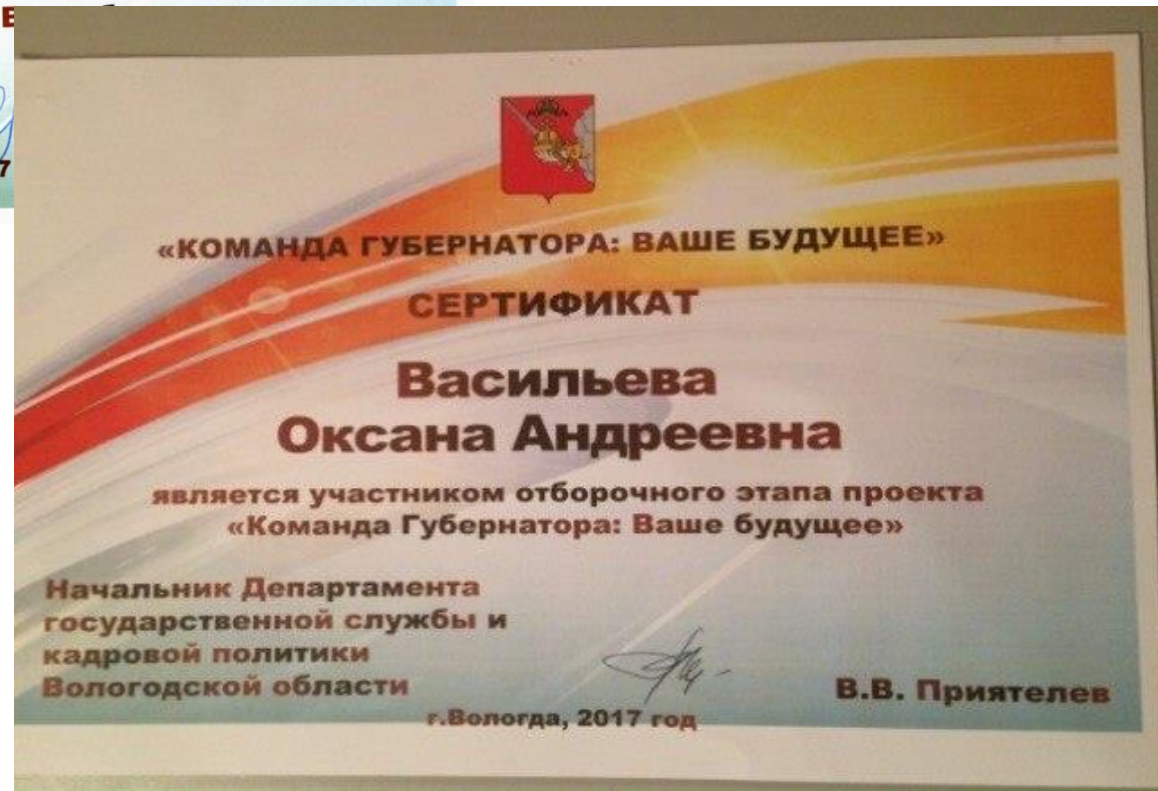 «КОМАНДА ГУБЕРНАТОРА: ВАШЕ БУДУЩЕЕ»
СЕРТИФИКАТ
Васильева
Оксана Андреевна
является участником отборочного этапа проекта
«Команда Губернатора: Ваше будущее»
Начальник Департамента
государственной службы и
кадровой политики
Вологодской области
В.В. Приятелев
г.Вологда, 2017 год